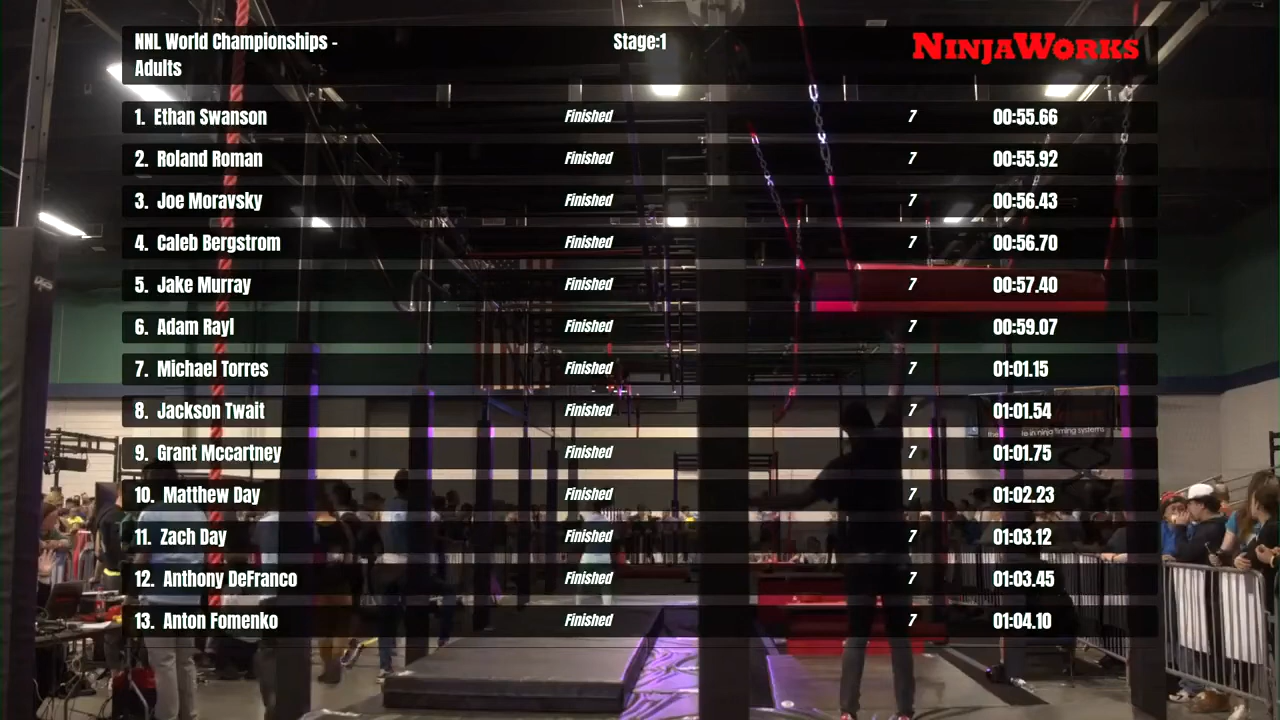 NNL World Championships -
Adults
Stage:1
NINJAWORKS
1. Ethan Swanson Finished 7 00:55.66
2. Roland Roman Finished 7 00:55.92
3. Joe Moravsky Finished 7 00:56.43
4. Caleb Bergstrom Finished 7 00:56.70
5. Jake Murray Finished 7 00:57.40
6. Adam Rayl Finished 7 00:59.07
7. Michael Torres Finished 7 01:01.15
8. Jackson Twait Finished 7 01:01.54
9. Grant Mccartney Finished 7 01:01.75
10. Matthew Day Finished 7 01:02.23
11. Zach Day Finished 7 01:03.12
12. Anthony DeFranco Finished 7 01:03.45
13. Anton Fomenko Finished 7 01:04.10
ninja timing systems